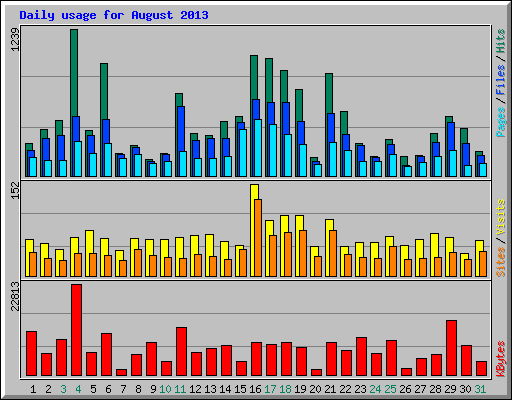 Daily usage for August 2013
1239
Pages / Files / Hits
152
Sites / Visits
22813
KBytes
1 2 3 4 5 6 7 8 9 10 11 12 13 14 15 16 17 18 19 20 21 22 23 24 25 26 27 28 29 30 31